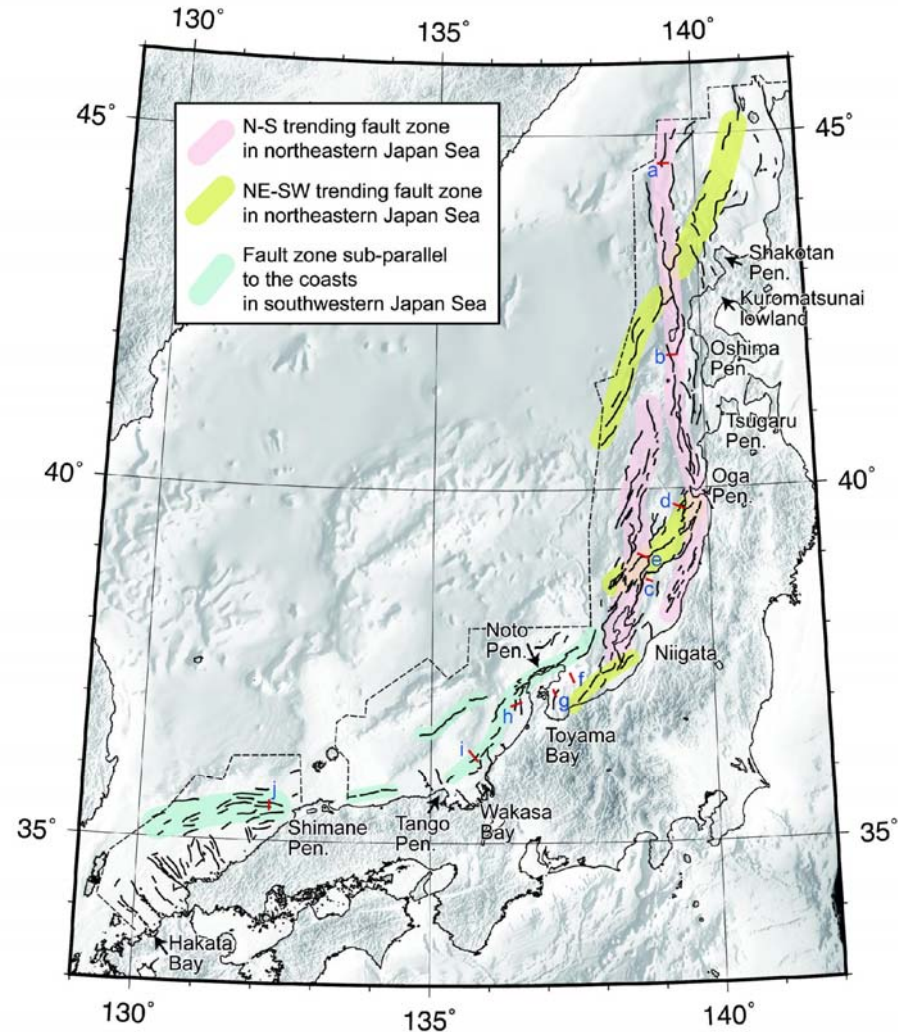 130°
135°
140°
45°
45°
N-S trending fault zone
in northeastern Japan Sea
NE-SW trending fault zone
in northeastern Japan Sea
Fault zone sub-parallel
to the coasts
in southwestern Japan Sea
a
Shakotan
Pen.
Kuromatsunai
lowland
b
Oshima
Pen.
Tsugaru
Pen.
40°
40°
Oga
Pen.
d
e
c
Noto
Pen.
Niigata
f
g
h
Toyama
Bay
i
j
Shimane
Pen.
Tango
Pen.
Wakasa
Bay
35°
35°
Hakata
Bay
130°
135°
140°